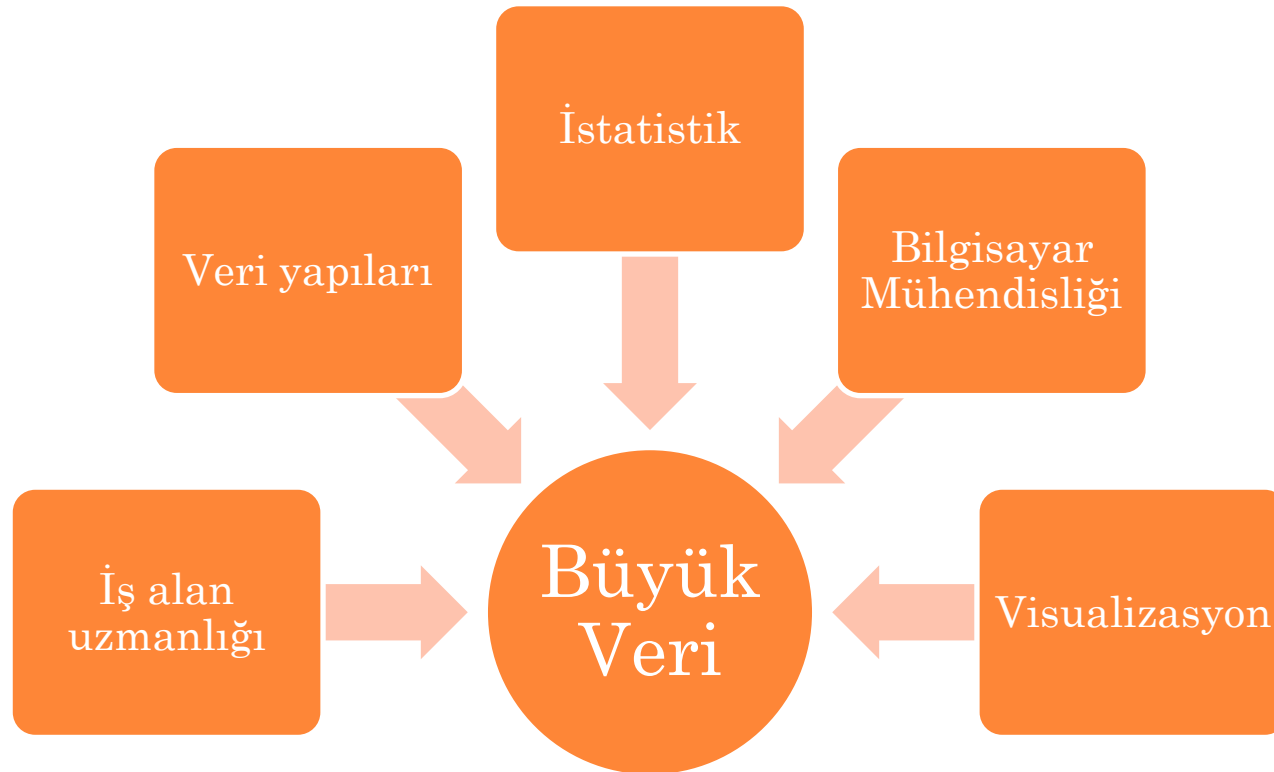 İstatistik
Veri yapıları
Bilgisayar
Mühendisliği
İş alan
uzmanlığı
Büyük
Veri
Visualizasyon